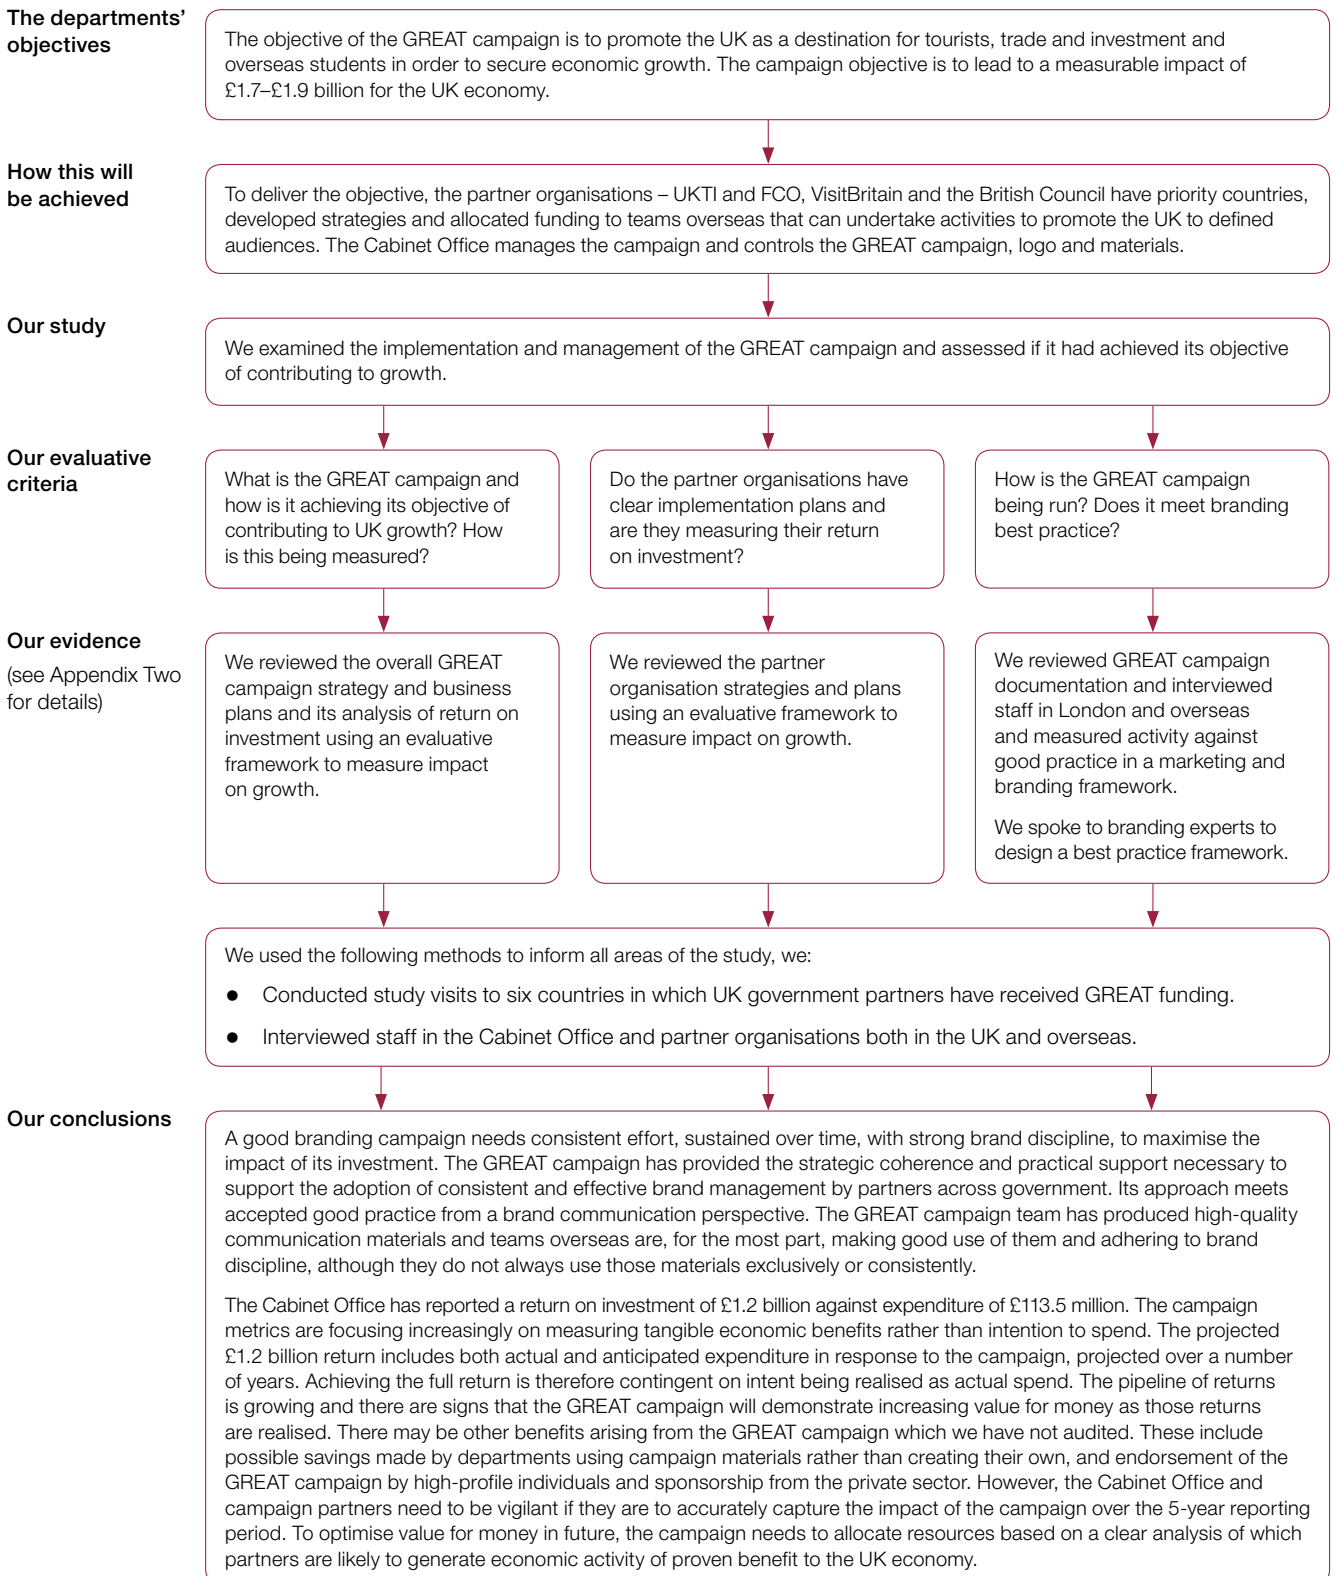 The departments’
objectives
The objective of the GREAT campaign is to promote the UK as a destination for tourists, trade and investment and
overseas students in order to secure economic growth. The campaign objective is to lead to a measurable impact of
£1.7–£1.9 billion for the UK economy.
How this will
be achieved
To deliver the objective, the partner organisations – UKTI and FCO, VisitBritain and the British Council have priority countries,
developed strategies and allocated funding to teams overseas that can undertake activities to promote the UK to defined
audiences. The Cabinet Office manages the campaign and controls the GREAT campaign, logo and materials.
Our study
We examined the implementation and management of the GREAT campaign and assessed if it had achieved its objective
of contributing to growth.
Our evaluative
criteria
What is the GREAT campaign and
how is it achieving its objective of
contributing to UK growth? How
is this being measured?
Do the partner organisations have
clear implementation plans and
are they measuring their return
on investment?
How is the GREAT campaign
being run? Does it meet branding
best practice?
Our evidence
(see Appendix Two
for details)
We reviewed the overall GREAT
campaign strategy and business
plans and its analysis of return on
investment using an evaluative
framework to measure impact
on growth.
We reviewed the partner
organisation strategies and plans
using an evaluative framework to
measure impact on growth.
We reviewed GREAT campaign
documentation and interviewed
staff in London and overseas
and measured activity against
good practice in a marketing and
branding framework.
We spoke to branding experts to
design a best practice framework.
We used the following methods to inform all areas of the study, we:
● Conducted study visits to six countries in which UK government partners have received GREAT funding.
● Interviewed staff in the Cabinet Office and partner organisations both in the UK and overseas.
Our conclusions
A good branding campaign needs consistent effort, sustained over time, with strong brand discipline, to maximise the
impact of its investment. The GREAT campaign has provided the strategic coherence and practical support necessary to
support the adoption of consistent and effective brand management by partners across government. Its approach meets
accepted good practice from a brand communication perspective. The GREAT campaign team has produced high-quality
communication materials and teams overseas are, for the most part, making good use of them and adhering to brand
discipline, although they do not always use those materials exclusively or consistently.
The Cabinet Office has reported a return on investment of £1.2 billion against expenditure of £113.5 million. The campaign
metrics are focusing increasingly on measuring tangible economic benefits rather than intention to spend. The projected
£1.2 billion return includes both actual and anticipated expenditure in response to the campaign, projected over a number
of years. Achieving the full return is therefore contingent on intent being realised as actual spend. The pipeline of returns
is growing and there are signs that the GREAT campaign will demonstrate increasing value for money as those returns
are realised. There may be other benefits arising from the GREAT campaign which we have not audited. These include
possible savings made by departments using campaign materials rather than creating their own, and endorsement of the
GREAT campaign by high-profile individuals and sponsorship from the private sector. However, the Cabinet Office and
campaign partners need to be vigilant if they are to accurately capture the impact of the campaign over the 5-year reporting
period. To optimise value for money in future, the campaign needs to allocate resources based on a clear analysis of which
partners are likely to generate economic activity of proven benefit to the UK economy.